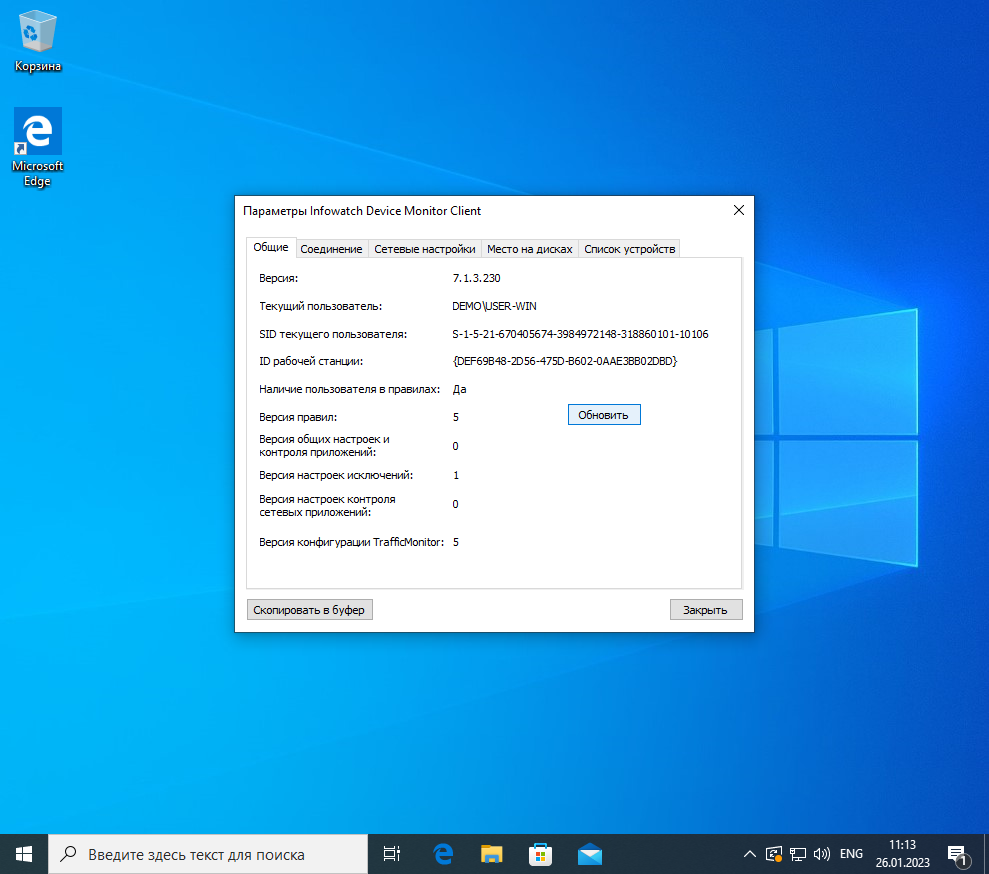 Корзина
Microsoft
Edge
Параметры Infowatch Device Monitor Client
Общие Соединение Сетевые настройки Место на дисках Список устройств
Версия: 7.1.3.230
Текущий пользователь: DEMO\USER-WIN
SID текущего пользователя: S-1-5-21-670405674-3984972148-318860101-10106
ID рабочей станции: {DEF69B48-2D56-475D-B602-0AAE3BB02DBD}
Наличие пользователя в правилах: Да
Версия правил: 5 Обновить
Версия общих настроек и
контроля приложений: 0
Версия настроек исключений: 1
Версия настроек контроля
сетевых приложений: 0
Версия конфигурации TrafficMonitor: 5
Скопировать в буфер Закрыть
Введите здесь текст для поиска
ENG
11:13
26.01.2023
1